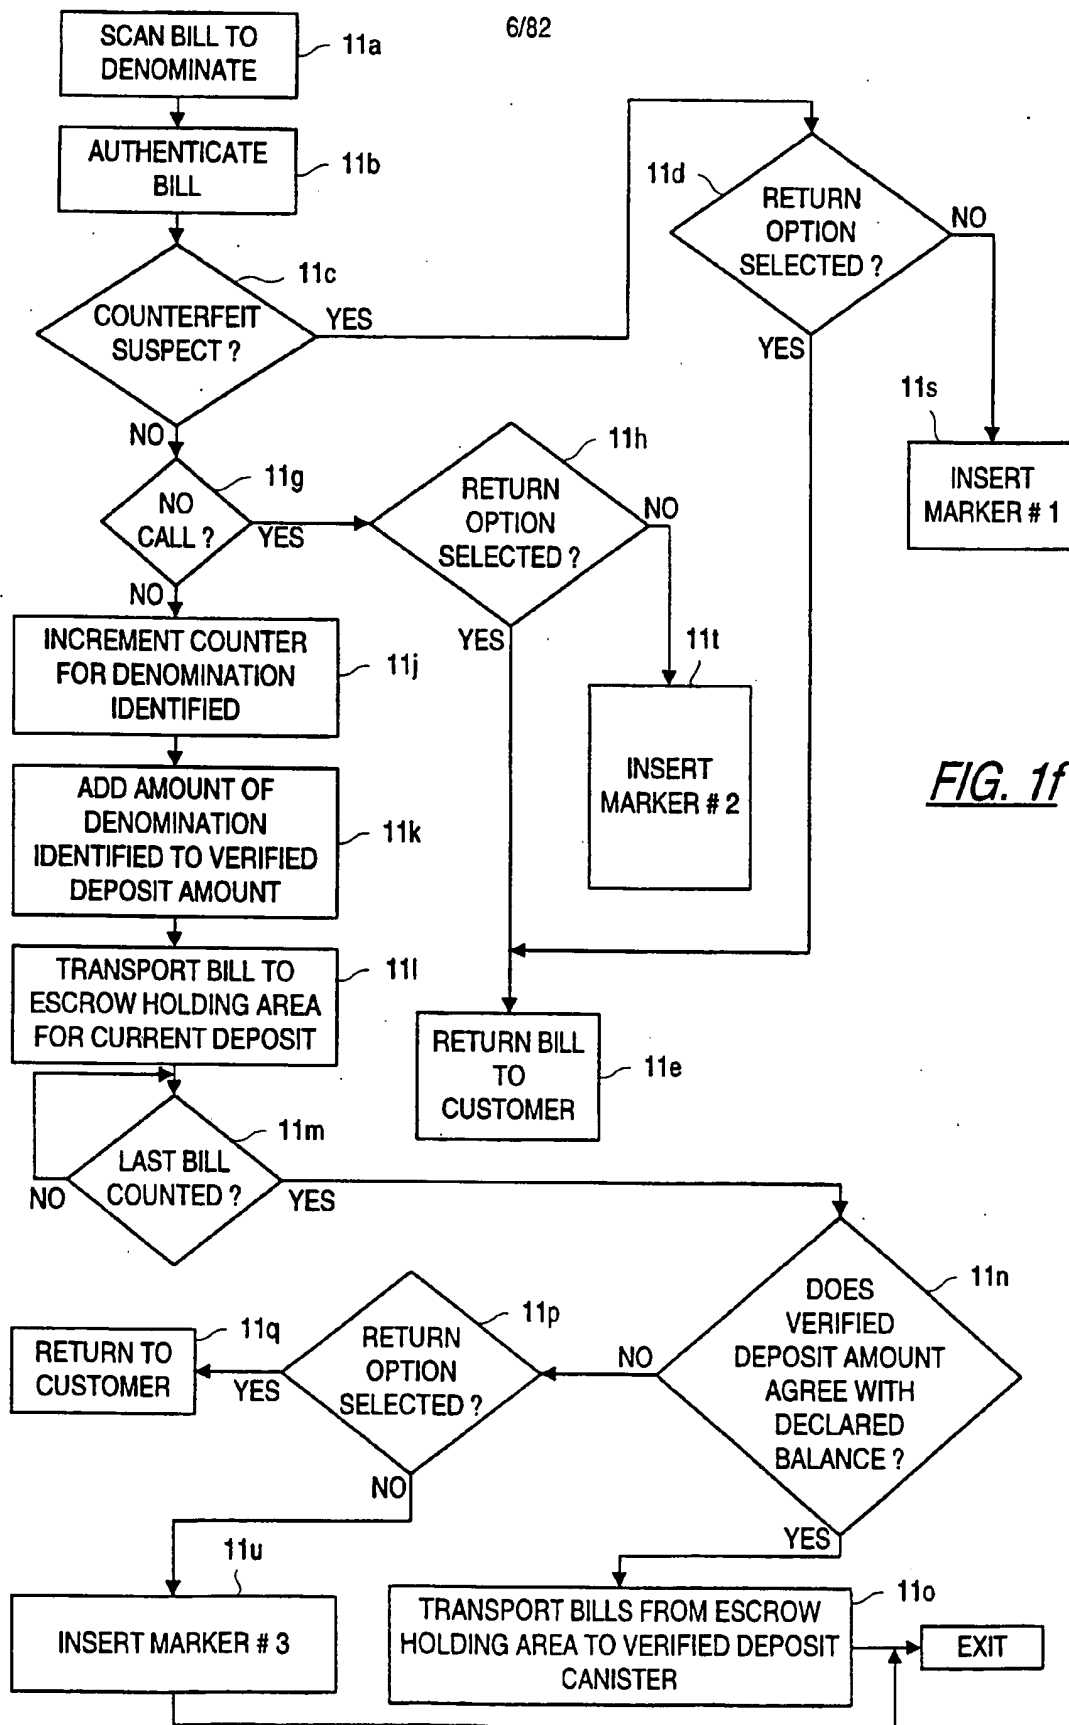 6/82
SCAN BILL TO
DENOMINATE
11a
AUTHENTICATE
BILL
11b
COUNTERFEIT
SUSPECT ?
11c
YES
NO
RETURN
OPTION
SELECTED ?
11d
NO
YES
11s
INSERT
MARKER # 1
NO
CALL ?
11g
YES
NO
RETURN
OPTION
SELECTED ?
11h
NO
YES
11t
INSERT
MARKER # 2
INCREMENT COUNTER
FOR DENOMINATION
IDENTIFIED
11j
FIG. 1f
ADD AMOUNT OF
DENOMINATION
IDENTIFIED TO VERIFIED
DEPOSIT AMOUNT
11k
TRANSPORT BILL TO
ESCROW HOLDING AREA
FOR CURRENT DEPOSIT
11l
RETURN BILL
TO
CUSTOMER
11e
LAST BILL
COUNTED ?
11m
NO
YES
DOES
VERIFIED
DEPOSIT AMOUNT
AGREE WITH
DECLARED
BALANCE ?
11n
NO
YES
RETURN
OPTION
SELECTED ?
11p
YES
NO
11q
RETURN TO
CUSTOMER
11u
INSERT MARKER # 3
TRANSPORT BILLS FROM ESCROW
HOLDING AREA TO VERIFIED DEPOSIT
CANISTER
11o
EXIT